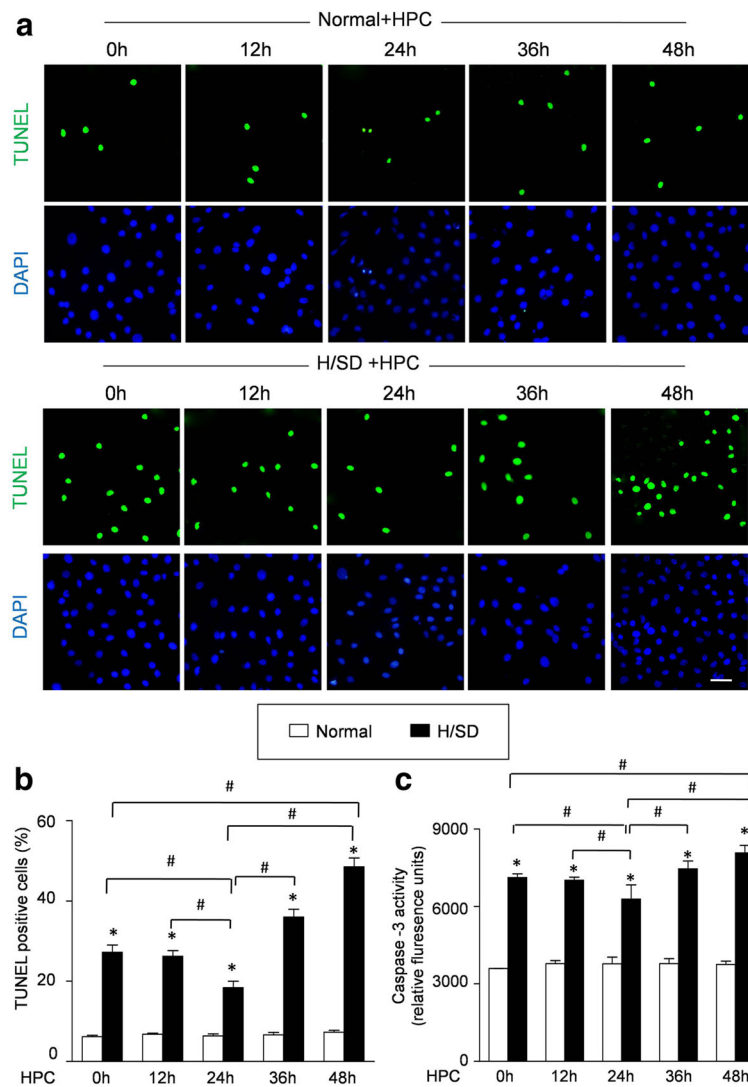 a
Normal+HPC
0h 12h 24h 36h 48h
TUNEL
DAPI
H/SD +HPC
0h 12h 24h 36h 48h
TUNEL
DAPI
Normal H/SD
b
#
#
#
#
#
60
40
20
0
TUNEL positive cells (%)
* * * * *
HPC 0h 12h 24h 36h 48h
c
#
#
#
#
#
9000
6000
3000
0
Caspase -3 activity
(relative fluresence units)
* * * * *
HPC 0h 12h 24h 36h 48h